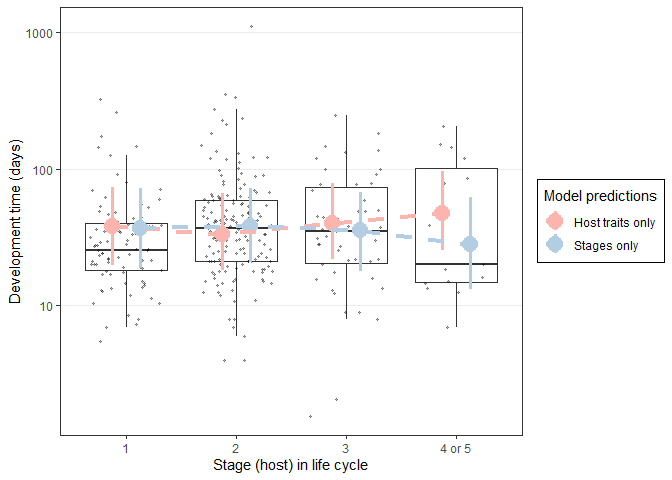 1000
100
10
Development time (days)
1
2
3
4 or 5
Stage (host) in life cycle
Model predictions
Host traits only
Stages only